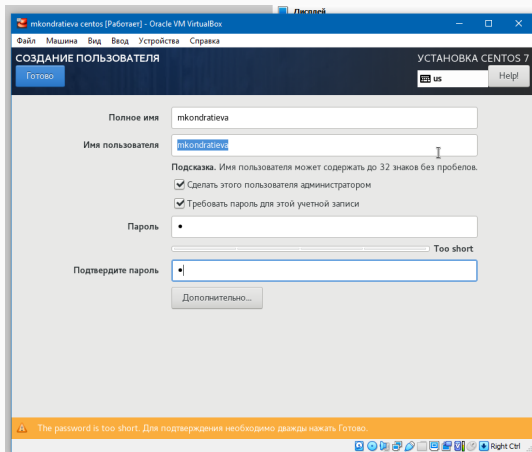 Дисплей
mkondratieva centos [Работает] - Oracle VM VirtualBox
Файл Машина Вид Ввод Устройства Справка
СОЗДАНИЕ ПОЛЬЗОВАТЕЛЯ
УСТАНОВКА CENTOS 7
Готово
us
Help!
Полное имя mkondratieva
Имя пользователя mkondratieva
Подсказка. Имя пользователя может содержать до 32 знаков без пробелов.
Сделать этого пользователя администратором
Требовать пароль для этой учетной записи
Пароль •
Too short
Подтвердите пароль •
Дополнительно...
The password is too short. Для подтверждения необходимо дважды нажать Готово.
Right Ctrl